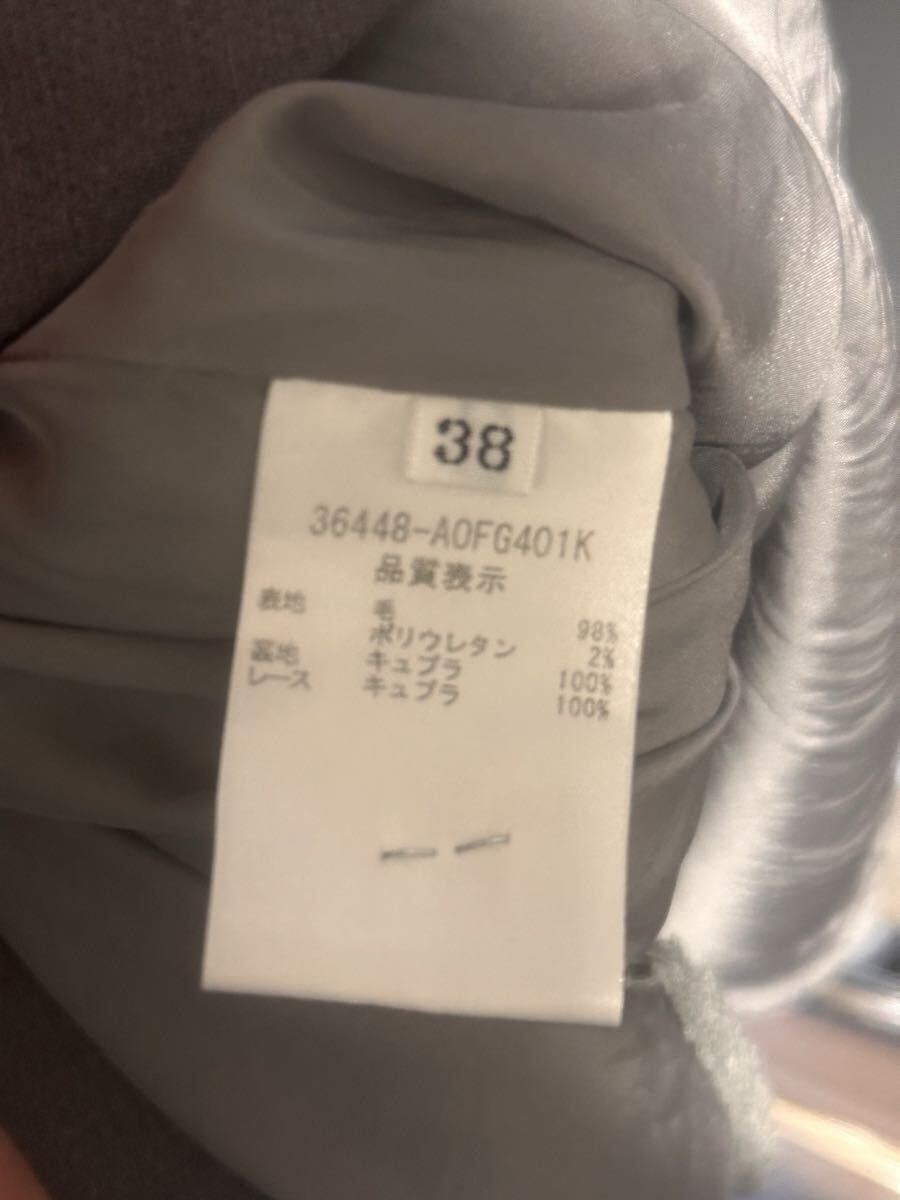 38
36448-A0FG401K
品質表示
表地 毛 98%
ポリウレタン 2%
裏地 キュプラ 100%
レース キュプラ 100%